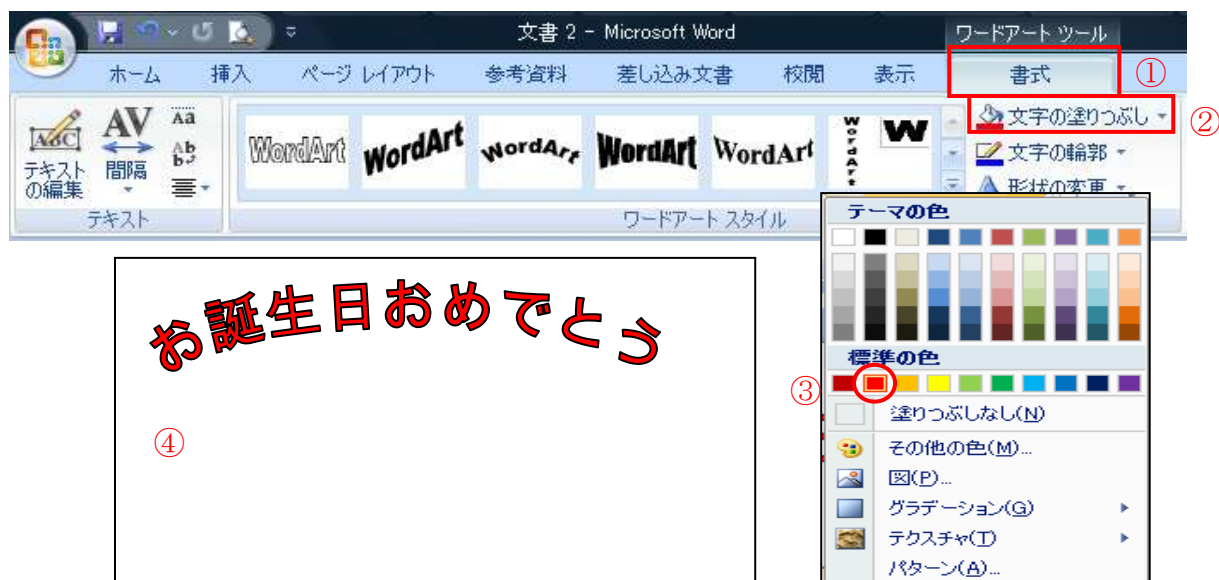 文書 2 - Microsoft Word
ワードアート ツール
ホーム 挿入 ページ レイアウト 参考資料 差し込み文書 校閲 表示 書式 ①
テキストの編集
AV 間隔
Aa
WordArt WordArt WordArt WordArt WordArt WordArt W
文字の塗りつぶし ②
文字の輪郭
形状の変更
テキスト
ワードアート スタイル
テーマの色
お誕生日おめでとう
標準の色
③
塗りつぶしなし(N)
④
その他の色(M)...
図(P)...
グラデーション(G)
テクスチャ(T)
パターン(A)...